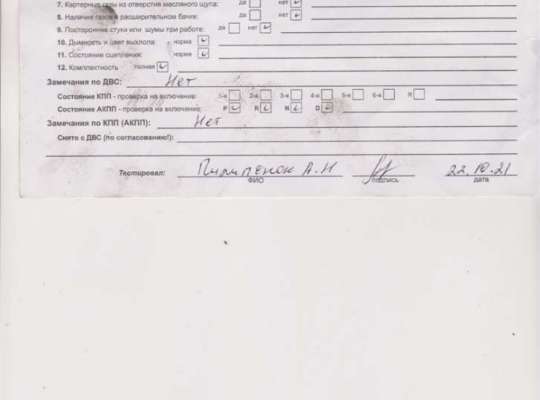 7. Картерные газы из отверстия масляного щупа: да нет
8. Наличие газов в расширительном бачке: да нет
9. Посторонние стуки или шумы при работе: да нет
10. Дымность и цвет выхлопа норма
11. Состояние сцепления: норма
12. Комплектность полная
Замечания по ДВС: Нет
Состояние КПП - проверка на включение: 1-я 2-я 3-я 4-я 5-я 6-я R
Состояние АКПП - проверка на включение: P R N D
Замечания по КПП (АКПП): Нет
Снято с ДВС (по согласованию!):
Тестировал: Пилипенок А.Н 22.10.21
ФИО подпись дата